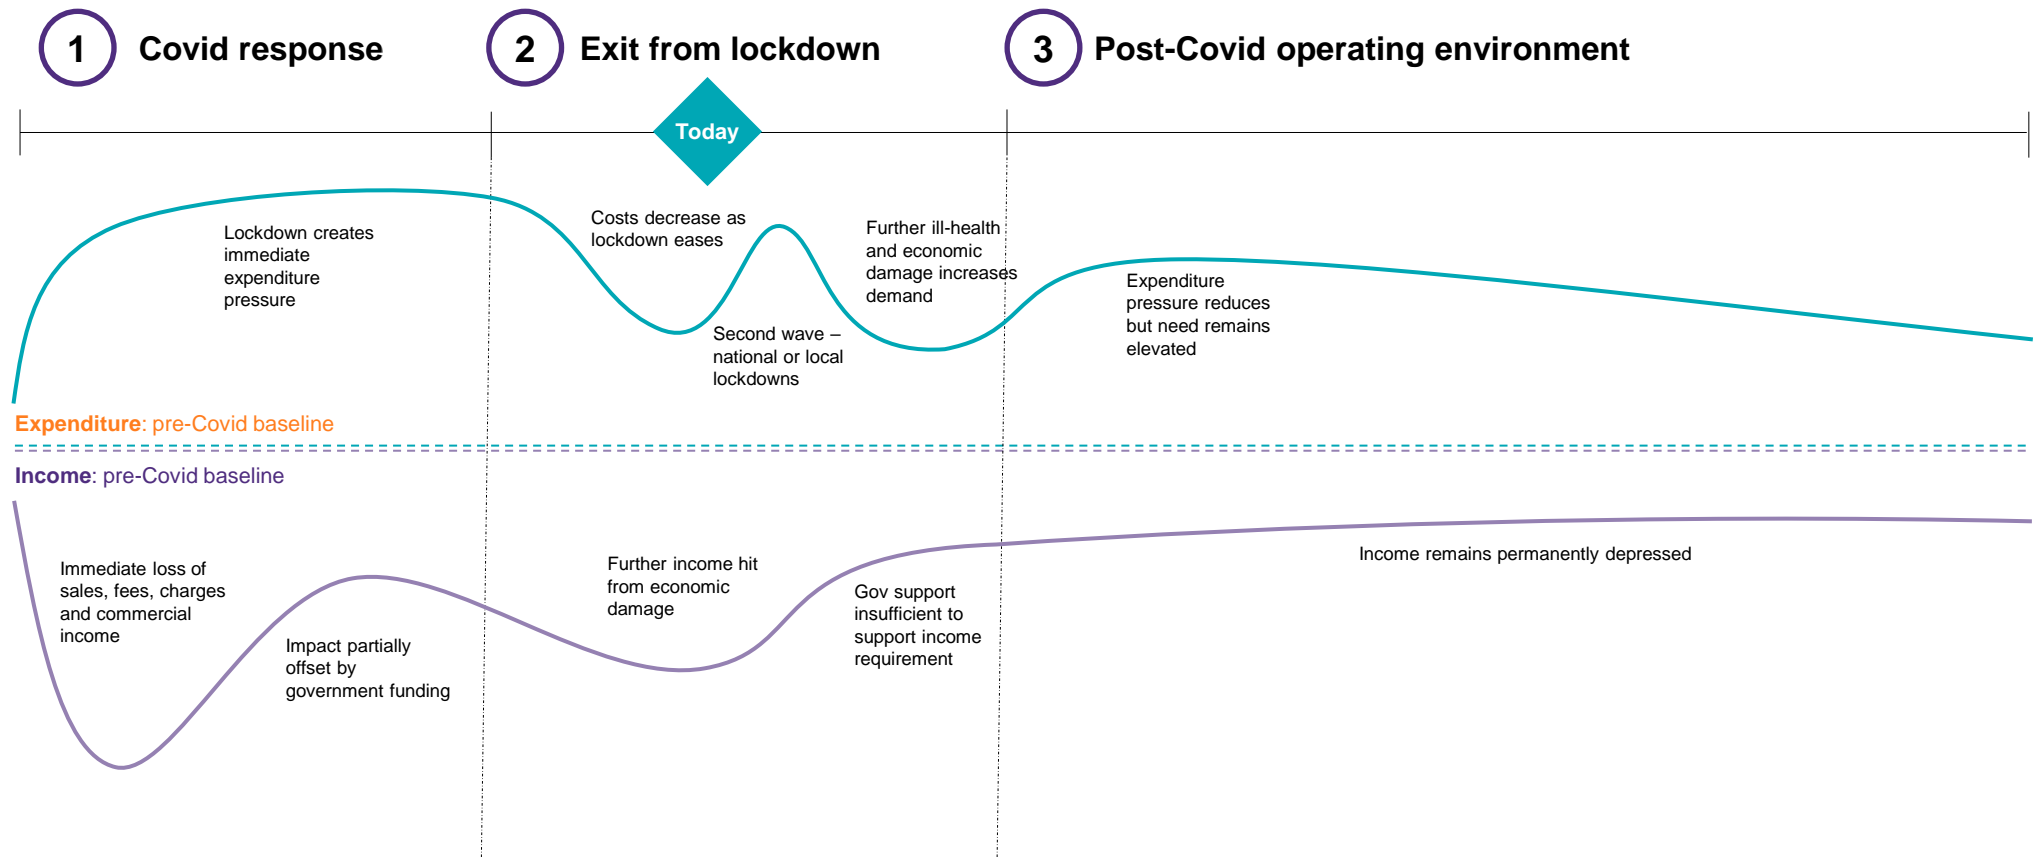 1 Covid response
2 Exit from lockdown
3 Post-Covid operating environment
Today
Lockdown creates
immediate
expenditure
pressure
Costs decrease as
lockdown eases
Second wave –
national or local
lockdowns
Further ill-health
and economic
damage increases
demand
Expenditure
pressure reduces
but need remains
elevated
Expenditure: pre-Covid baseline
Income: pre-Covid baseline
Immediate loss of
sales, fees, charges
and commercial
income
Impact partially
offset by
government funding
Further income hit
from economic
damage
Gov support
insufficient to
support income
requirement
Income remains permanently depressed